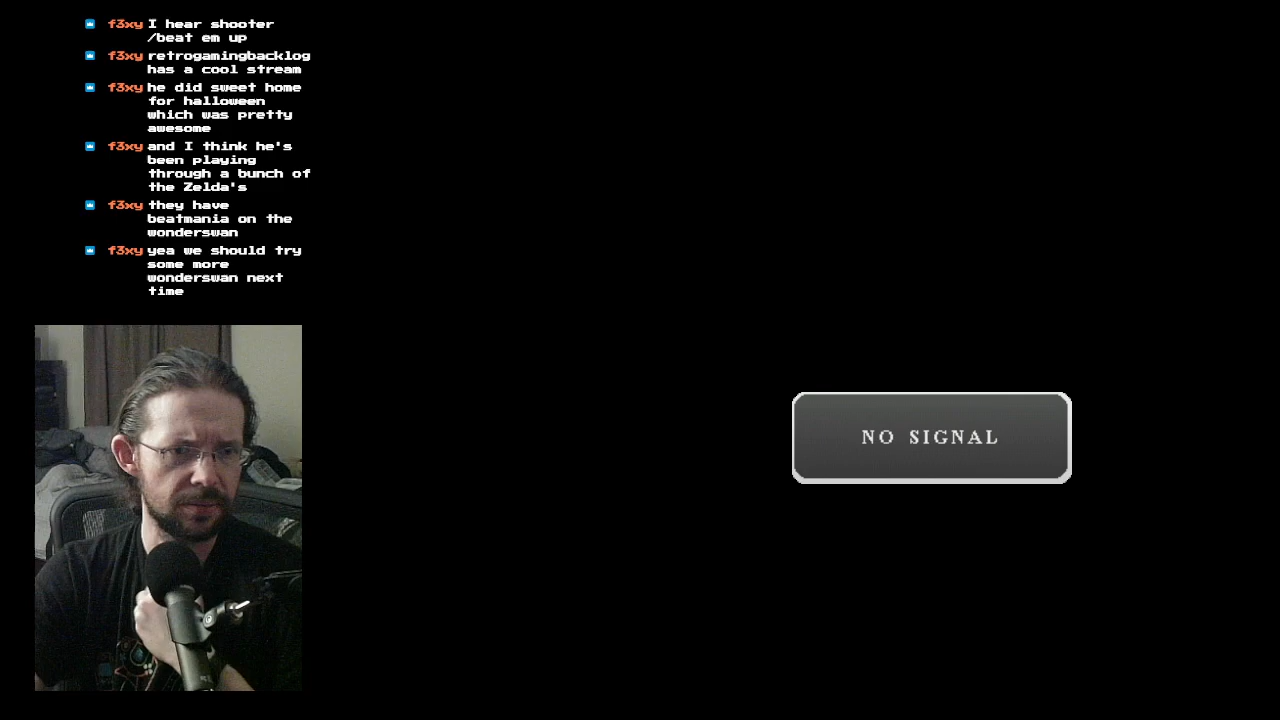 f3xy I hear shooter
/beat em up
f3xy retrogamingbacklog
has a cool stream
f3xy he did sweet home
for halloween
which was pretty
awesome
f3xy and I think he's
been playing
through a bunch of
the Zelda's
f3xy they have
beatmania on the
wonderswan
f3xy yea we should try
some more
wonderswan next
time
NO SIGNAL